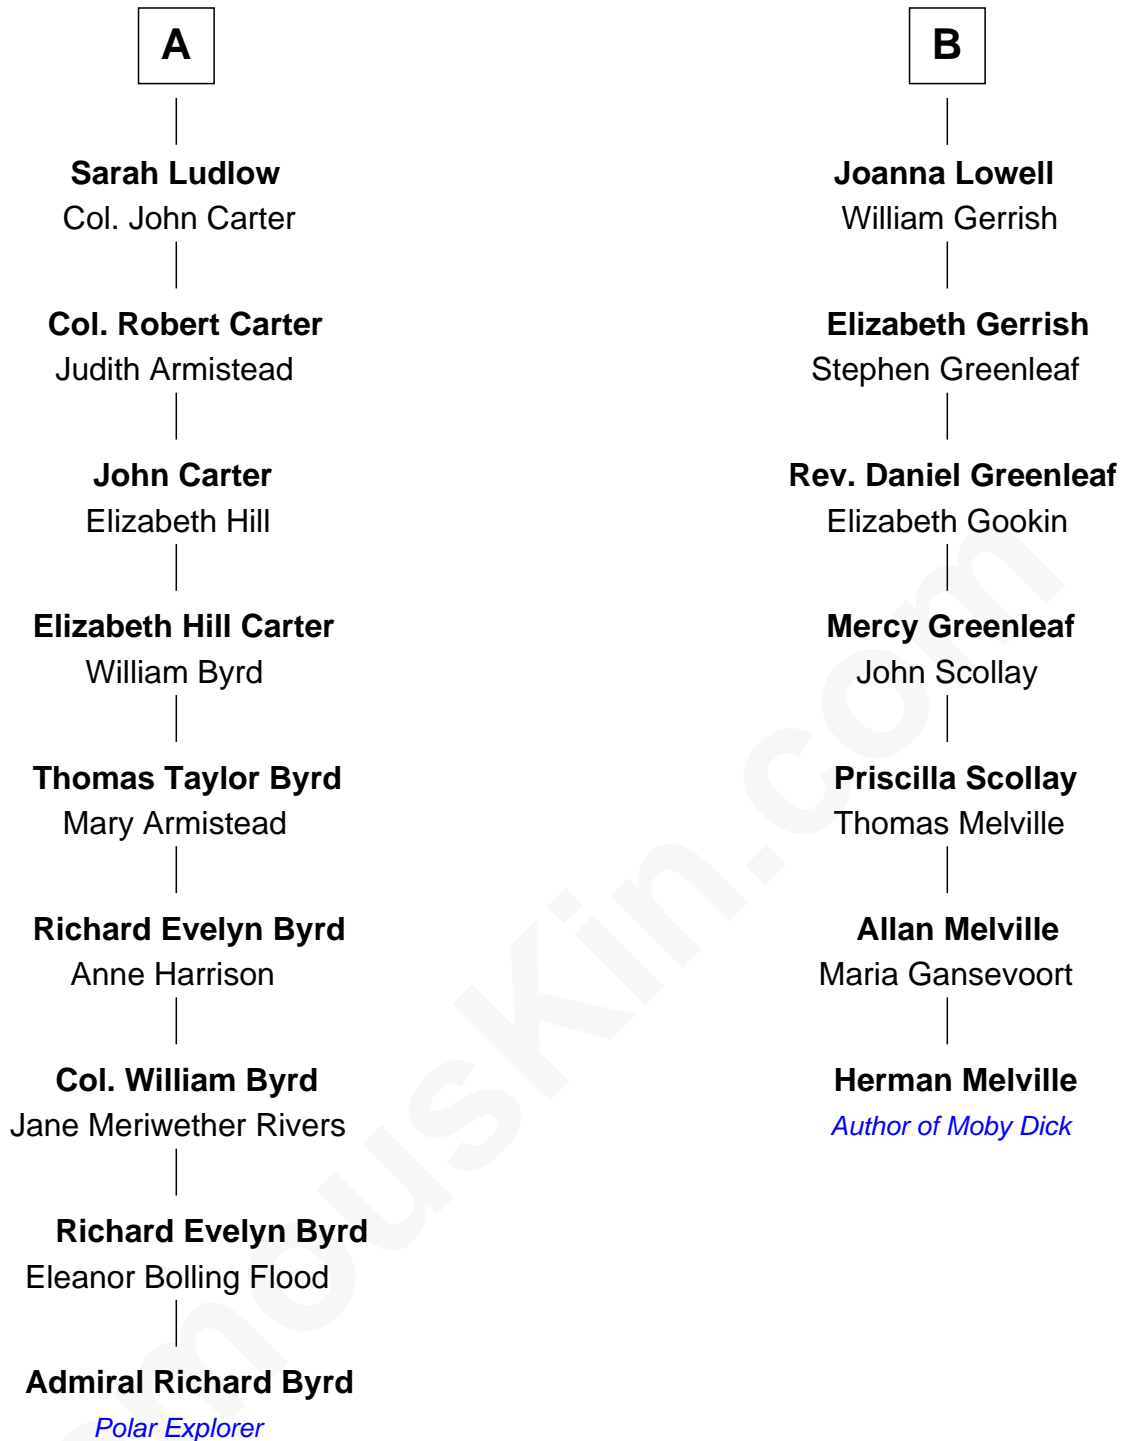 A
Sarah Ludlow
Col. John Carter
Col. Robert Carter
Judith Armistead
John Carter
Elizabeth Hill
Elizabeth Hill Carter
William Byrd
Thomas Taylor Byrd
Mary Armistead
Richard Evelyn Byrd
Anne Harrison
Col. William Byrd
Jane Meriwether Rivers
Richard Evelyn Byrd
Eleanor Bolling Flood
Admiral Richard Byrd
Polar Explorer
B
Joanna Lowell
William Gerrish
Elizabeth Gerrish
Stephen Greenleaf
Rev. Daniel Greenleaf
Elizabeth Gookin
Mercy Greenleaf
John Scollay
Priscilla Scollay
Thomas Melville
Allan Melville
Maria Gansevoort
Herman Melville
Author of Moby Dick
mouskin.com